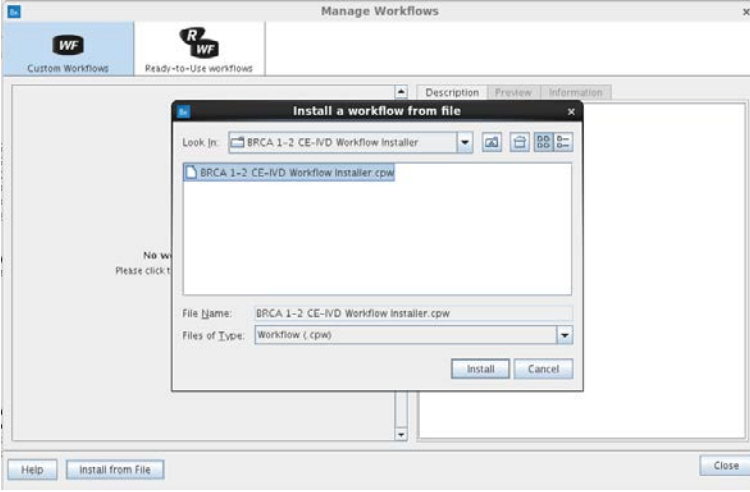 Bx
Manage Workflows
×
WF
Custom Workflows
R
WF
Ready-to-Use workflows
Description Preview Information
Bx
Install a workflow from file
×
Look In: BRCA 1-2 CE-IVD Workflow Installer
BRCA 1-2 CE-IVD Workflow Installer.cpw
No
Please click
File Name: BRCA 1-2 CE-IVD Workflow Installer.cpw
Files of Type: Workflow (.cpw)
Install Cancel
Help Install from File Close